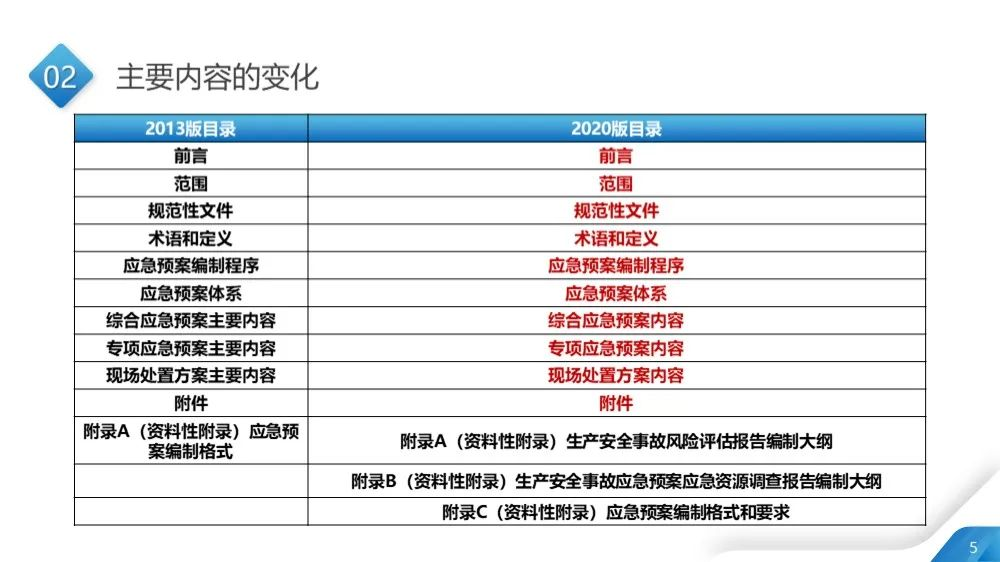 02
主要内容的变化
2013版目录 2020版目录
前言 前言
范围 范围
规范性文件 规范性文件
术语和定义 术语和定义
应急预案编制程序 应急预案编制程序
应急预案体系 应急预案体系
综合应急预案主要内容 综合应急预案内容
专项应急预案主要内容 专项应急预案内容
现场处置方案主要内容 现场处置方案内容
附件 附件
附录A（资料性附录）应急预
案编制格式
附录A（资料性附录）生产安全事故风险评估报告编制大纲
附录B（资料性附录）生产安全事故应急预案应急资源调查报告编制大纲
附录C（资料性附录）应急预案编制格式和要求
5